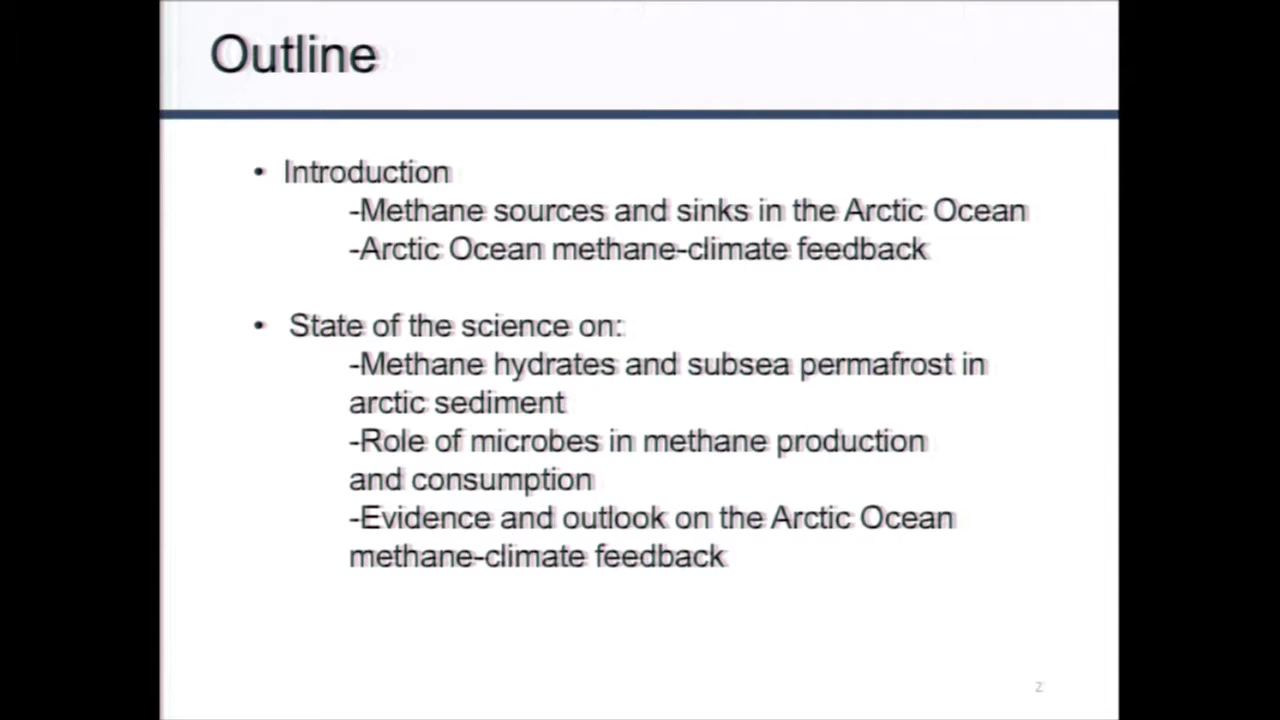 Outline
• Introduction
-Methane sources and sinks in the Arctic Ocean
-Arctic Ocean methane-climate feedback
• State of the science on:
-Methane hydrates and subsea permafrost in
arctic sediment
-Role of microbes in methane production
and consumption
-Evidence and outlook on the Arctic Ocean
methane-climate feedback
2